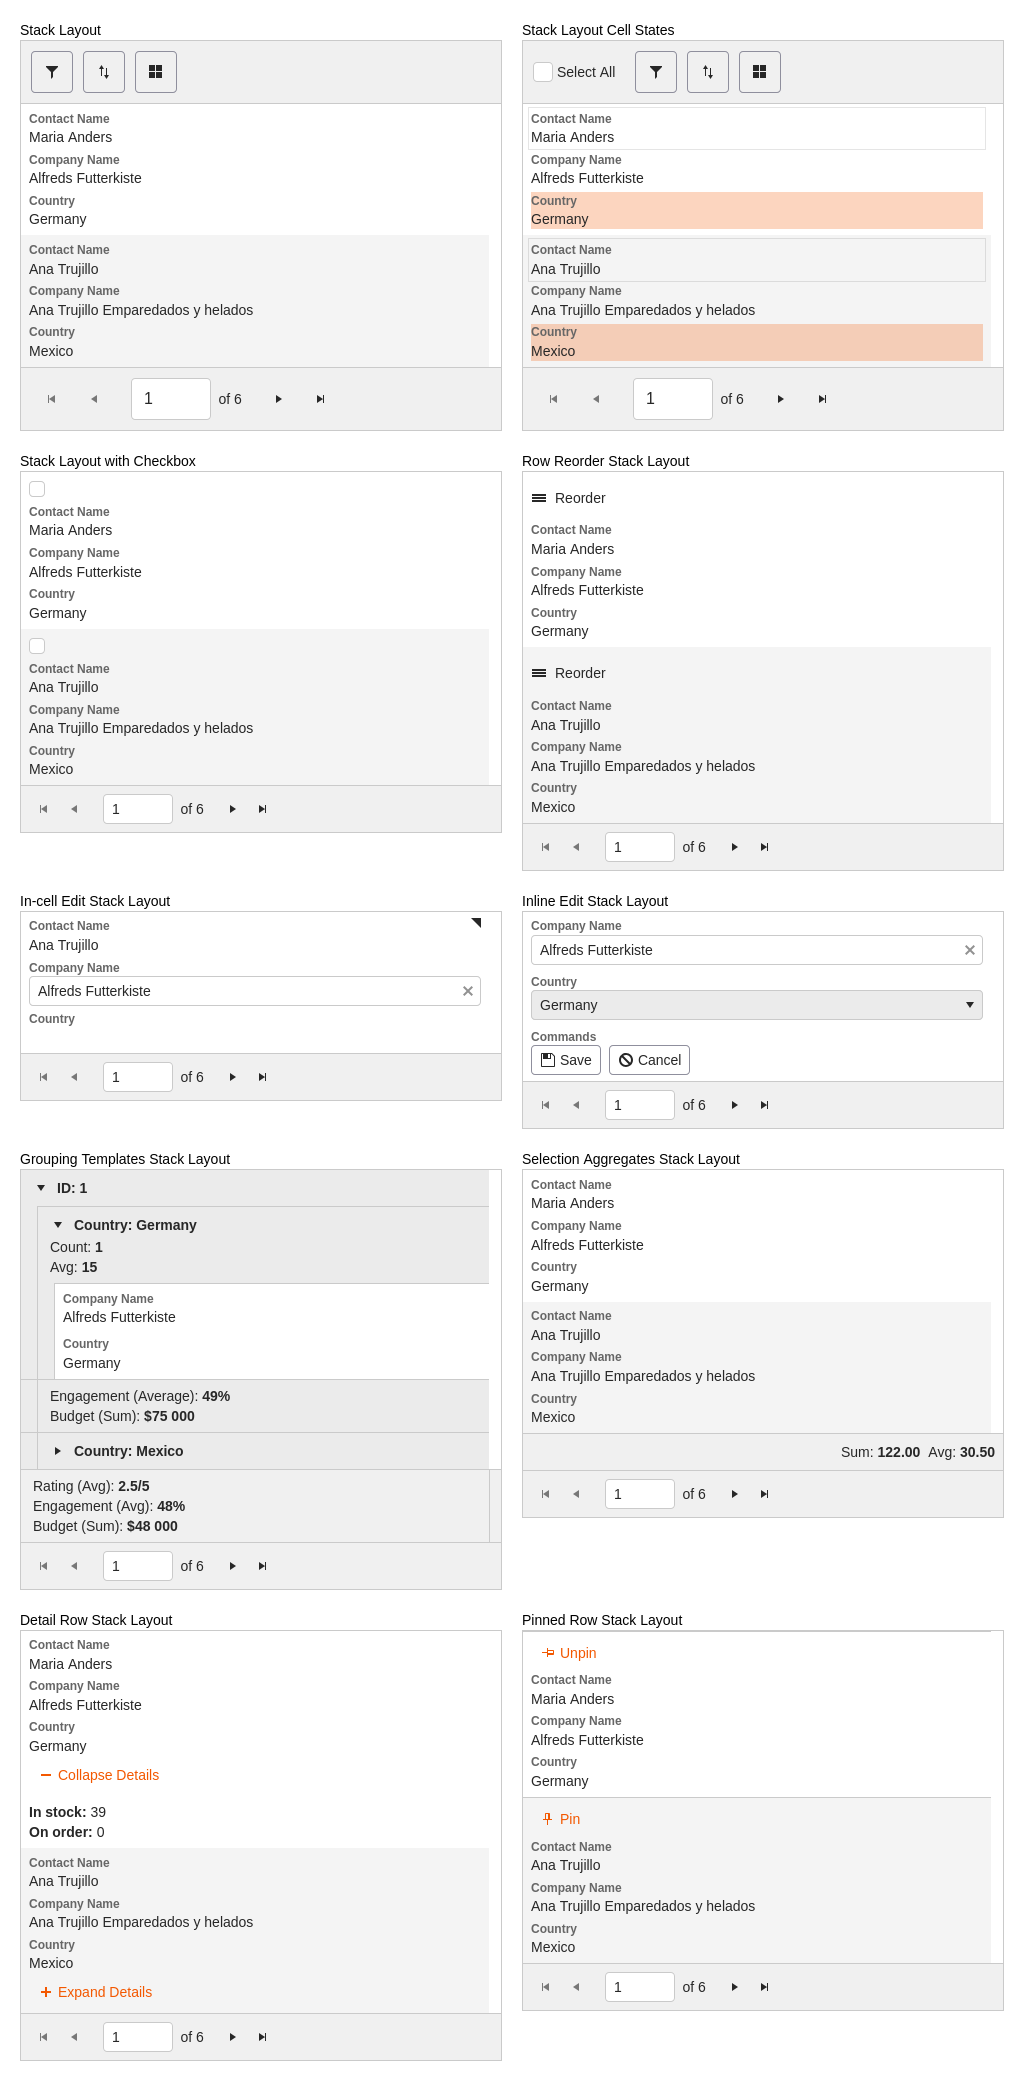 Stack Layout
Contact Name
Maria Anders
Company Name
Alfreds Futterkiste
Country
Germany
Contact Name
Ana Trujillo
Company Name
Ana Trujillo Emparedados y helados
Country
Mexico
1 of 6
Stack Layout Cell States
Select All
Contact Name
Maria Anders
Company Name
Alfreds Futterkiste
Country
Germany
Contact Name
Ana Trujillo
Company Name
Ana Trujillo Emparedados y helados
Country
Mexico
1 of 6
Stack Layout with Checkbox
Contact Name
Maria Anders
Company Name
Alfreds Futterkiste
Country
Germany
Contact Name
Ana Trujillo
Company Name
Ana Trujillo Emparedados y helados
Country
Mexico
1 of 6
Row Reorder Stack Layout
Reorder
Contact Name
Maria Anders
Company Name
Alfreds Futterkiste
Country
Germany
Reorder
Contact Name
Ana Trujillo
Company Name
Ana Trujillo Emparedados y helados
Country
Mexico
1 of 6
In-cell Edit Stack Layout
Contact Name
Ana Trujillo
Company Name
Alfreds Futterkiste
Country
1 of 6
Inline Edit Stack Layout
Company Name
Alfreds Futterkiste
Country
Germany
Commands
Save Cancel
1 of 6
Grouping Templates Stack Layout
ID: 1
Country: Germany
Count: 1
Avg: 15
Company Name
Alfreds Futterkiste
Country
Germany
Engagement (Average): 49%
Budget (Sum): $75 000
Country: Mexico
Rating (Avg): 2.5/5
Engagement (Avg): 48%
Budget (Sum): $48 000
1 of 6
Selection Aggregates Stack Layout
Contact Name
Maria Anders
Company Name
Alfreds Futterkiste
Country
Germany
Contact Name
Ana Trujillo
Company Name
Ana Trujillo Emparedados y helados
Country
Mexico
Sum: 122.00 Avg: 30.50
1 of 6
Detail Row Stack Layout
Contact Name
Maria Anders
Company Name
Alfreds Futterkiste
Country
Germany
Collapse Details
In stock: 39
On order: 0
Contact Name
Ana Trujillo
Company Name
Ana Trujillo Emparedados y helados
Country
Mexico
Expand Details
1 of 6
Pinned Row Stack Layout
Unpin
Contact Name
Maria Anders
Company Name
Alfreds Futterkiste
Country
Germany
Pin
Contact Name
Ana Trujillo
Company Name
Ana Trujillo Emparedados y helados
Country
Mexico
1 of 6